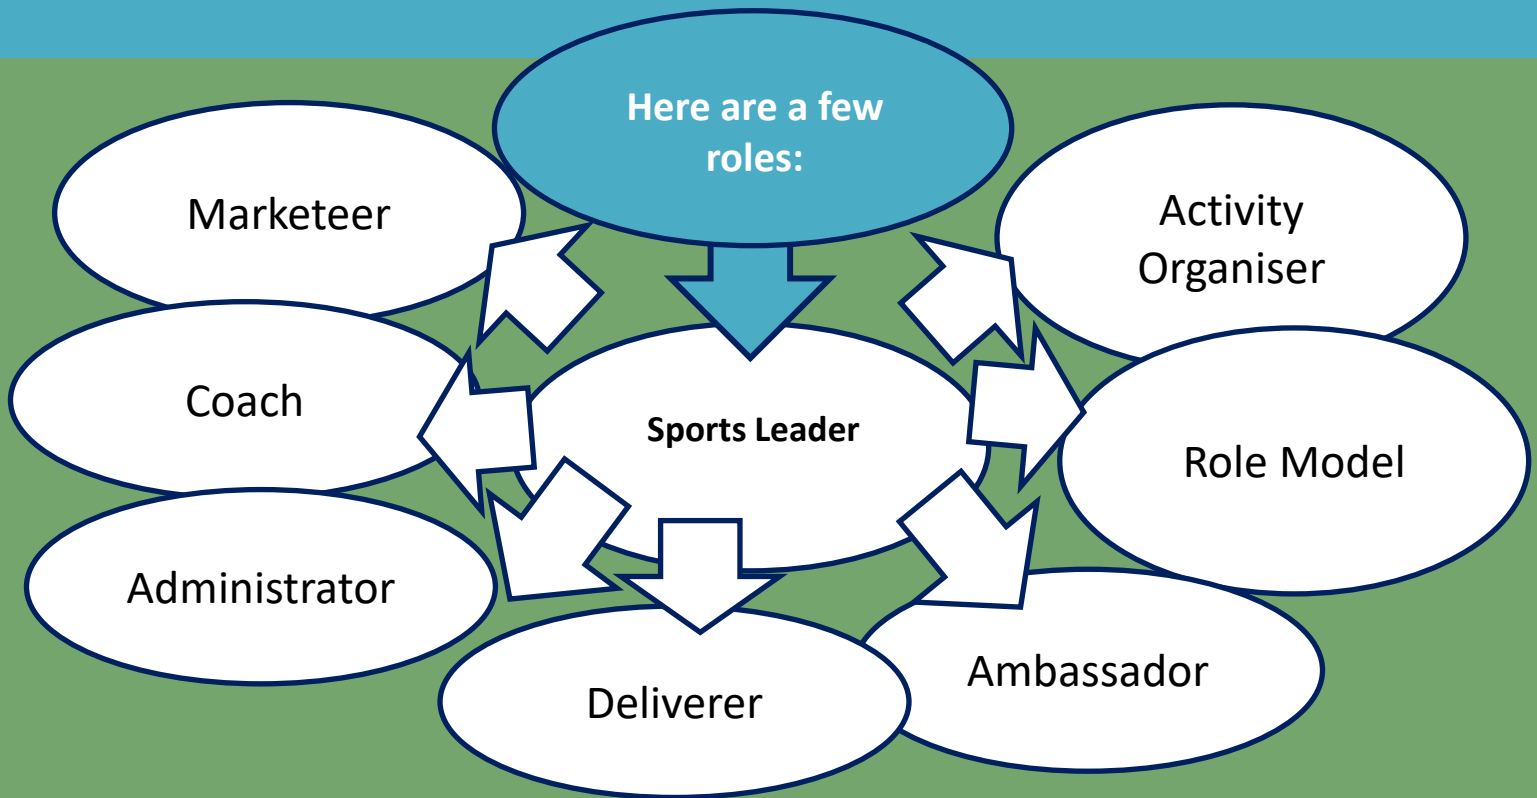 Here are a few
roles:
Marketeer
Activity
Organiser
Coach
Sports Leader
Role Model
Administrator
Ambassador
Deliverer